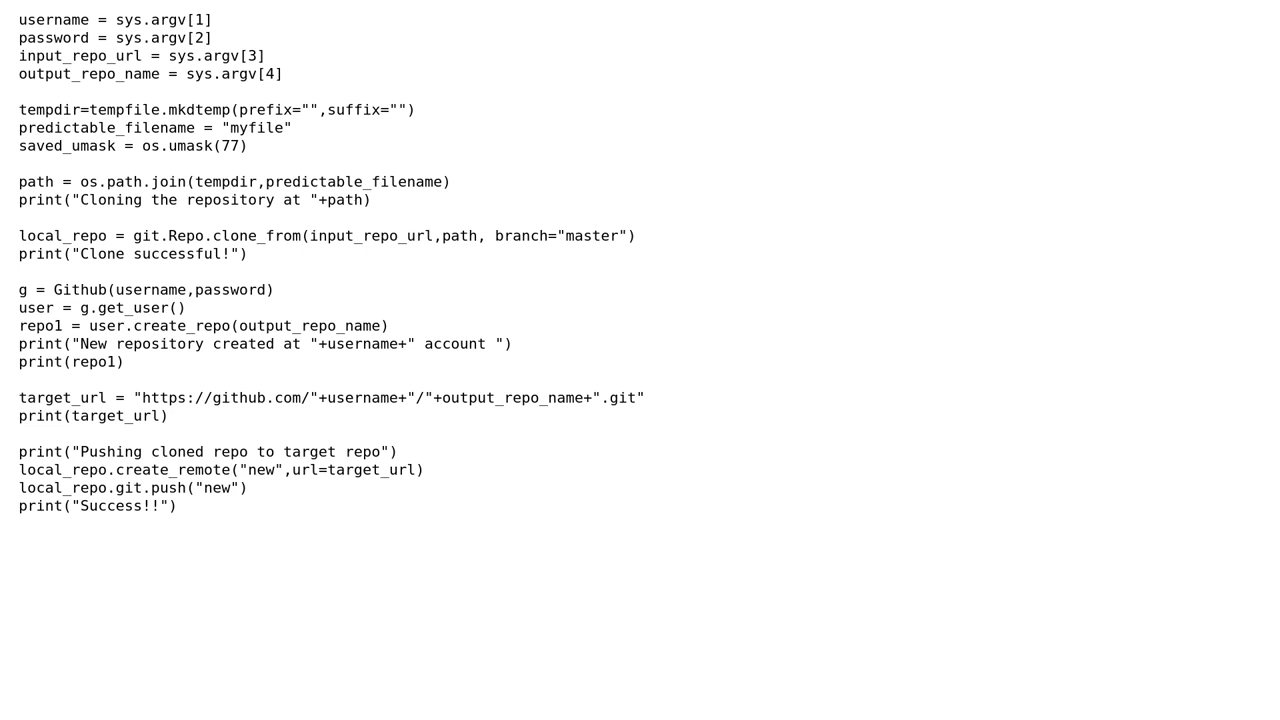 username = sys.argv[1]
password = sys.argv[2]
input_repo_url = sys.argv[3]
output_repo_name = sys.argv[4]
tempdir=tempfile.mkdtemp(prefix="",suffix="")
predictable_filename = "myfile"
saved_umask = os.umask(77)
path = os.path.join(tempdir,predictable_filename)
print("Cloning the repository at "+path)
local_repo = git.Repo.clone_from(input_repo_url,path, branch="master")
print("Clone successful!")
g = Github(username,password)
user = g.get_user()
repo1 = user.create_repo(output_repo_name)
print("New repository created at "+username+" account ")
print(repo1)
target_url = "https://github.com/"+username+"/"+output_repo_name+".git"
print(target_url)
print("Pushing cloned repo to target repo")
local_repo.create_remote("new",url=target_url)
local_repo.git.push("new")
print("Success!!")